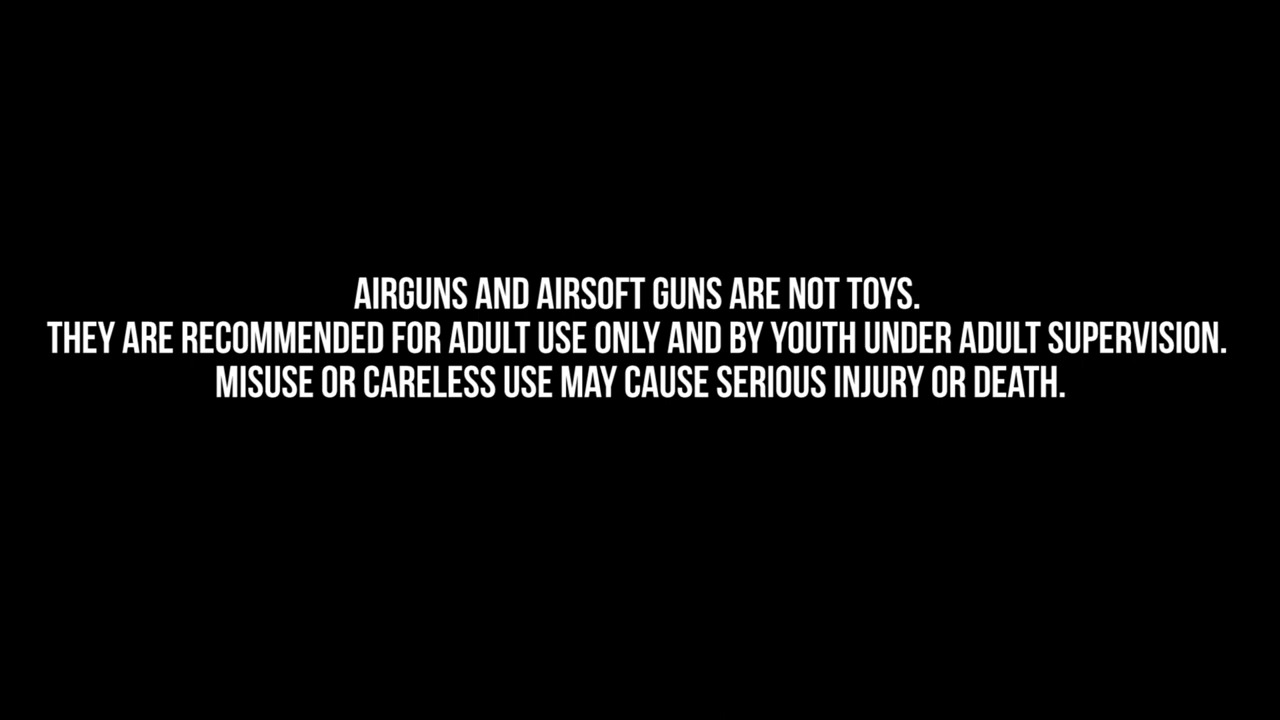 AIRGUNS AND AIRSOFT GUNS ARE NOT TOYS.
THEY ARE RECOMMENDED FOR ADULT USE ONLY AND BY YOUTH UNDER ADULT SUPERVISION.
MISUSE OR CARELESS USE MAY CAUSE SERIOUS INJURY OR DEATH.